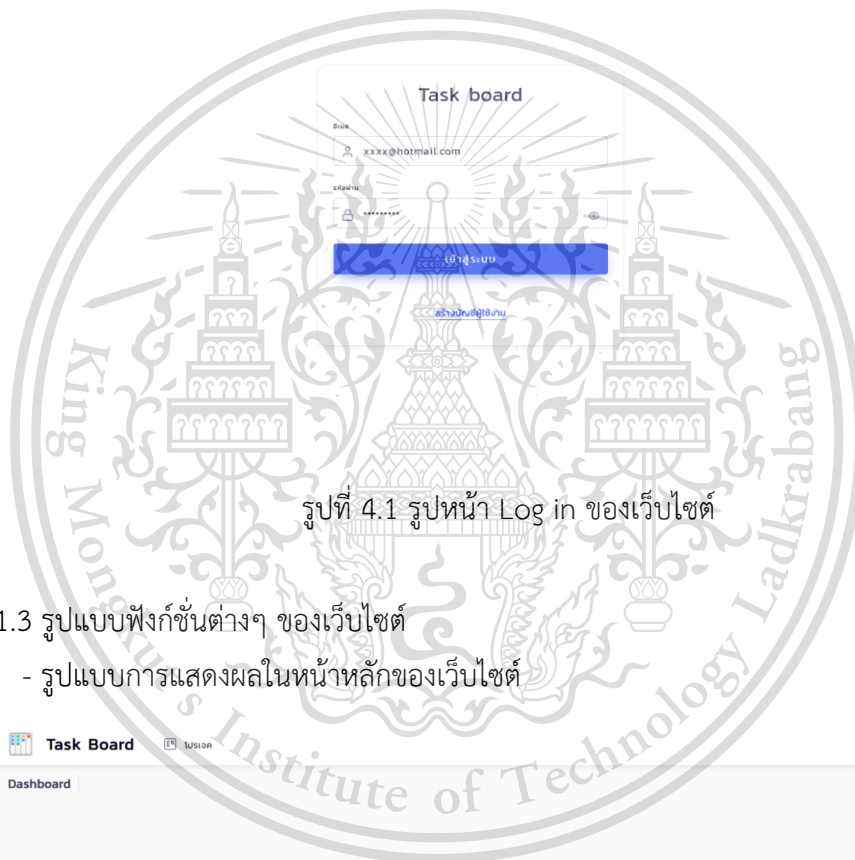 Task board
อีเมล
xxxx@hotmail.com
รหัสผ่าน
•••••••••
เข้าสู่ระบบ
สร้างบัญชีผู้ใช้งาน
รูปที่ 4.1 รูปหน้า Log in ของเว็บไซต์
1.3 รูปแบบฟังก์ชั่นต่างๆ ของเว็บไซต์
- รูปแบบการแสดงผลในหน้าหลักของเว็บไซต์
Task Board
โปรเจค
Dashboard
King Mongkut's Institute of Technology Ladkrabang